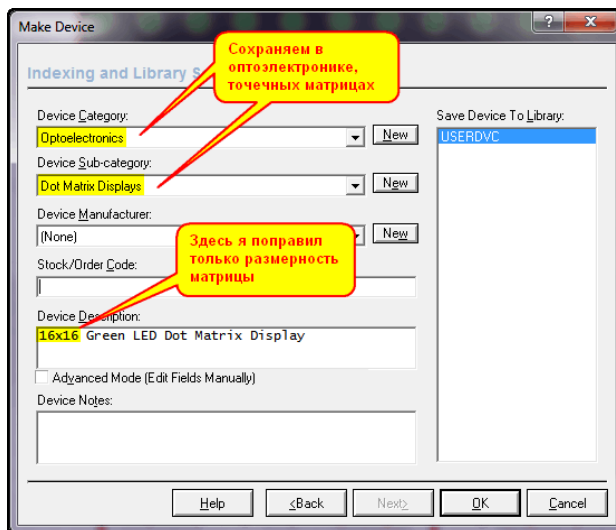 Make Device
Сохраняем в
оптоэлектронике,
точечных матрицах
Indexing and Library S
Device Category:
Optoelectronics
New
Device Sub-category:
Dot Matrix Displays
New
Device Manufacturer:
(None)
New
Здесь я поправил
только размерность
матрицы
Stock/Order Code:
Device Description:
16x16 Green LED Dot Matrix Display
Advanced Mode (Edit Fields Manually)
Device Notes:
Save Device To Library:
USERDVC
Help
<Back
Next>
OK
Cancel